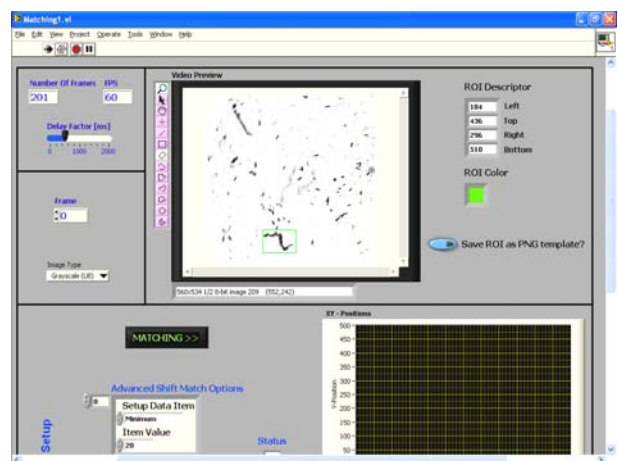 Matching1.vi
File Edit View Project Operate Tools Window Help
Number Of Frames FPS
201 60
Delay Factor [ms]
0 1000 2000
Frame
0
Image Type
Grayscale (U8)
Video Preview
560x534 1/2 8-bit image 209 (552,242)
ROI Descriptor
184 Left
436 Top
296 Right
510 Bottom
ROI Color
Save ROI as PNG template?
MATCHING >>
Advanced Shift Match Options
0
Setup Data Item
Minimum
Item Value
20
Setup
Status
XY - Positions
Y-Position
500
450
400
350
300
250
200
150
100
50